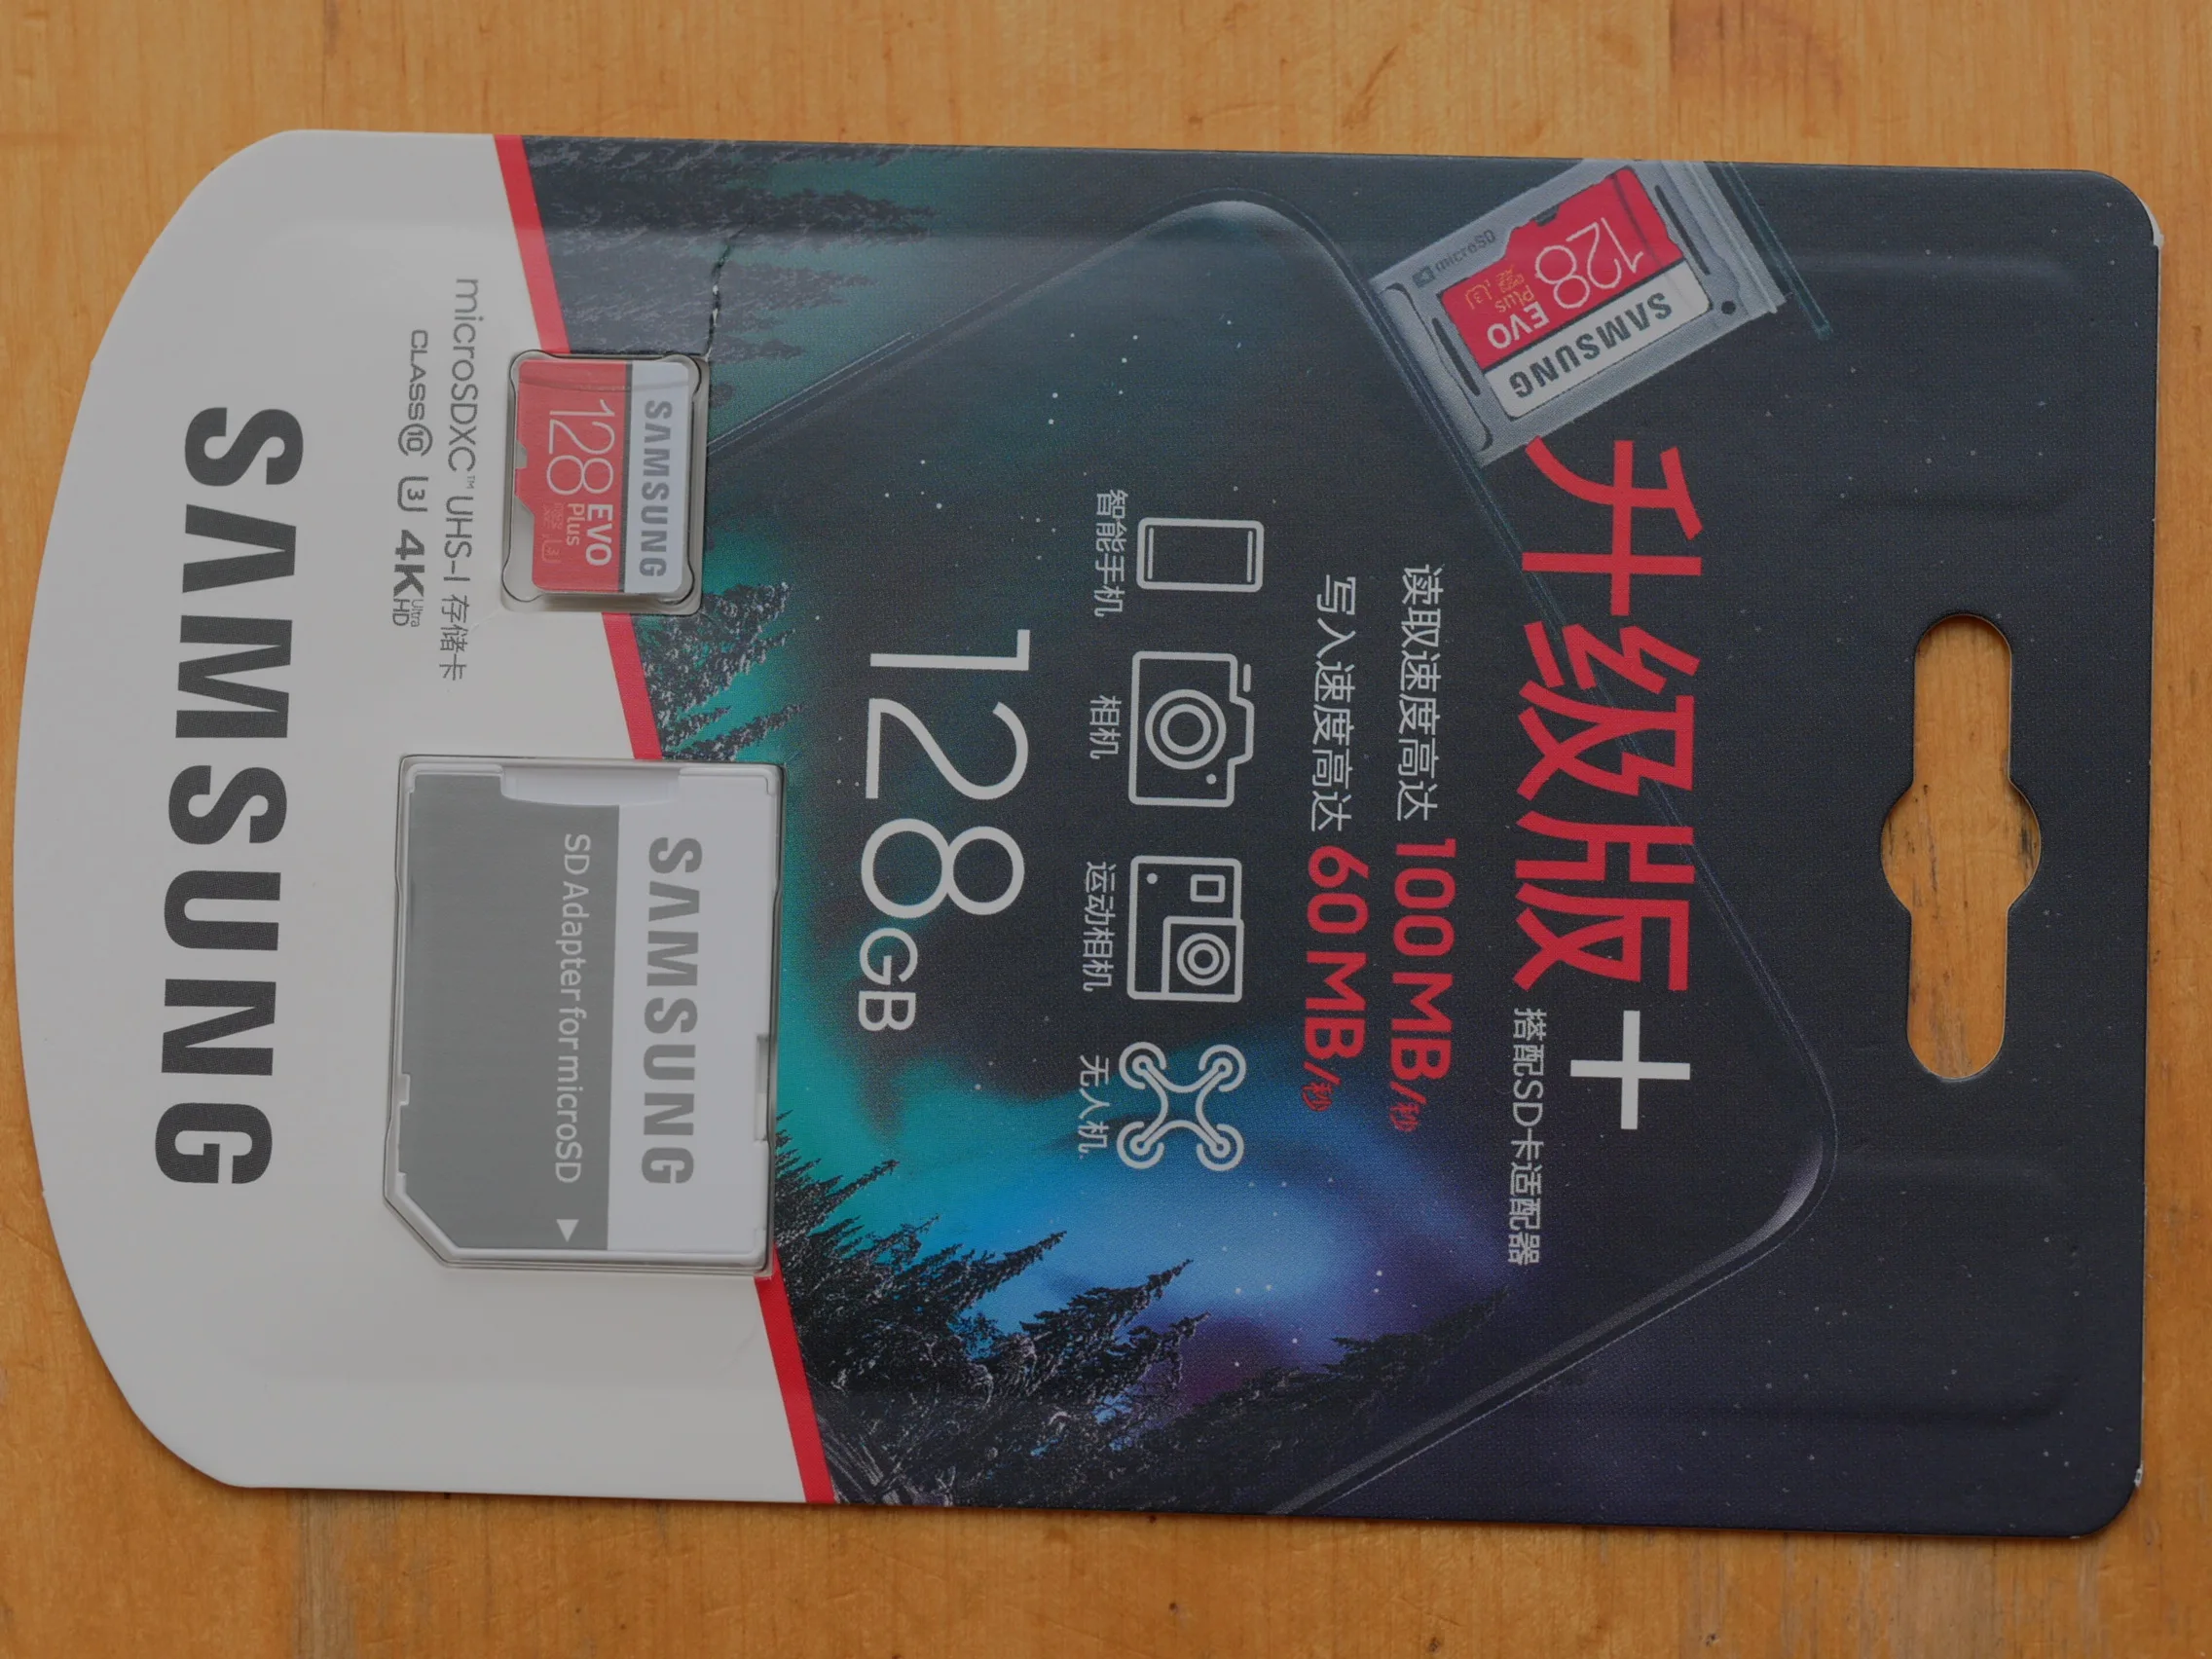 升级版+
搭配SD卡适配器
读取速度高达 100MB/秒
写入速度高达 60MB/秒
智能手机
相机
运动相机
无人机
128GB
microSD
SAMSUNG
128 EVO
Plus
SAMSUNG
128 EVO
Plus
SAMSUNG
SD Adapter for microSD
microSDXC™ UHS-I 存储卡
CLASS 10 U3 4K Ultra HD
SAMSUNG